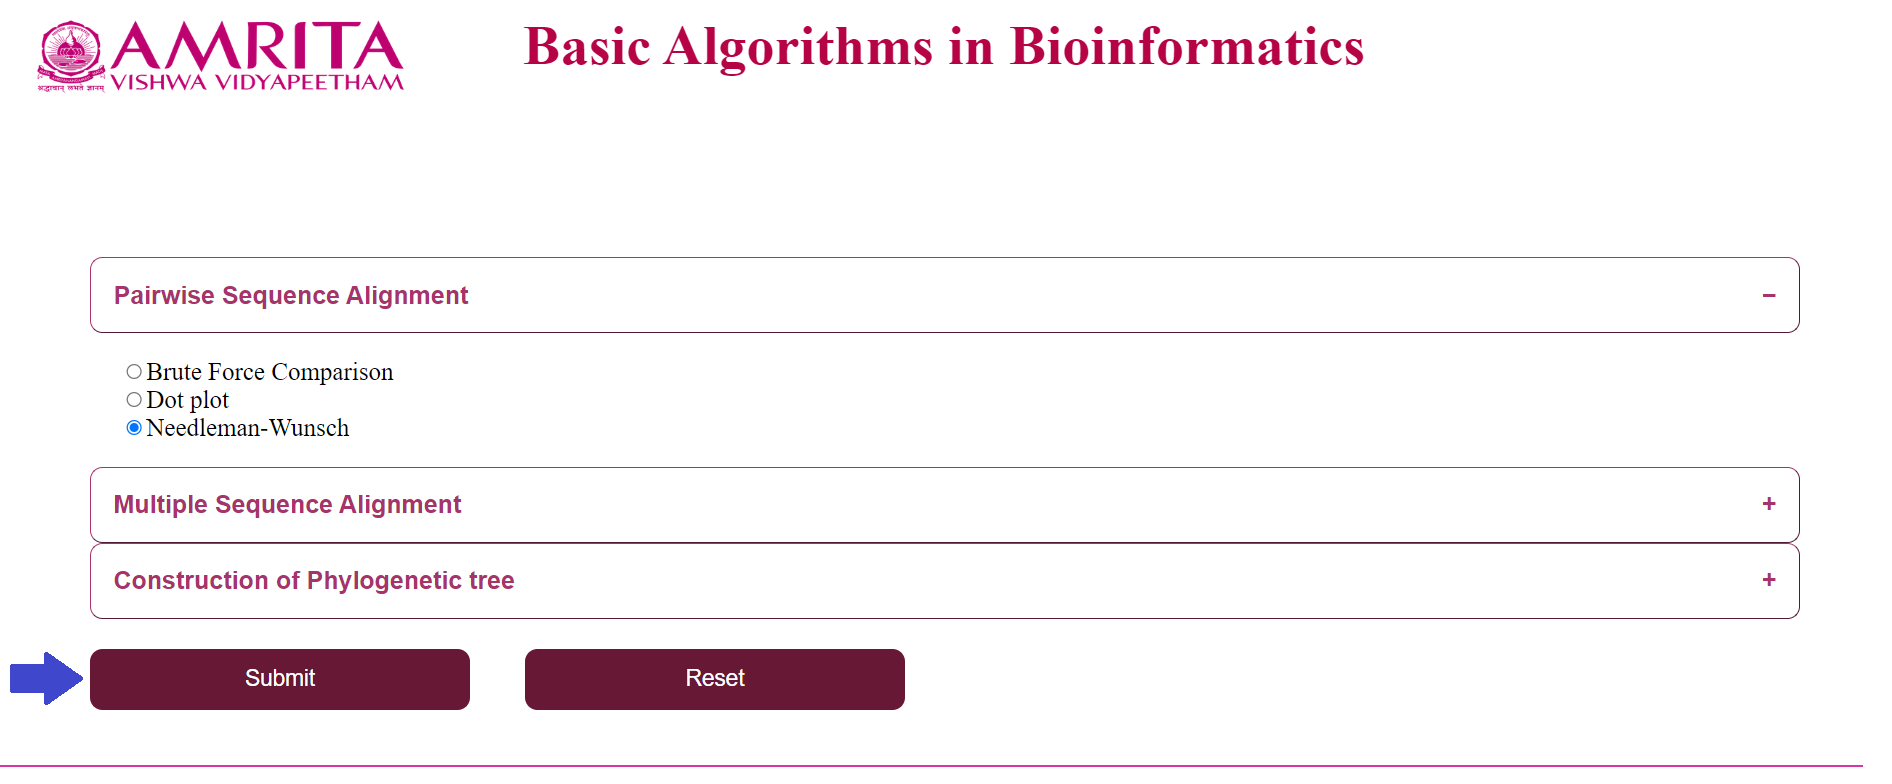 AMRITA
VISHWA VIDYAPEETHAM
श्रद्धावान् लभते ज्ञानम्
Basic Algorithms in Bioinformatics
Pairwise Sequence Alignment −
Brute Force Comparison
Dot plot
Needleman-Wunsch
Multiple Sequence Alignment +
Construction of Phylogenetic tree +
Submit
Reset